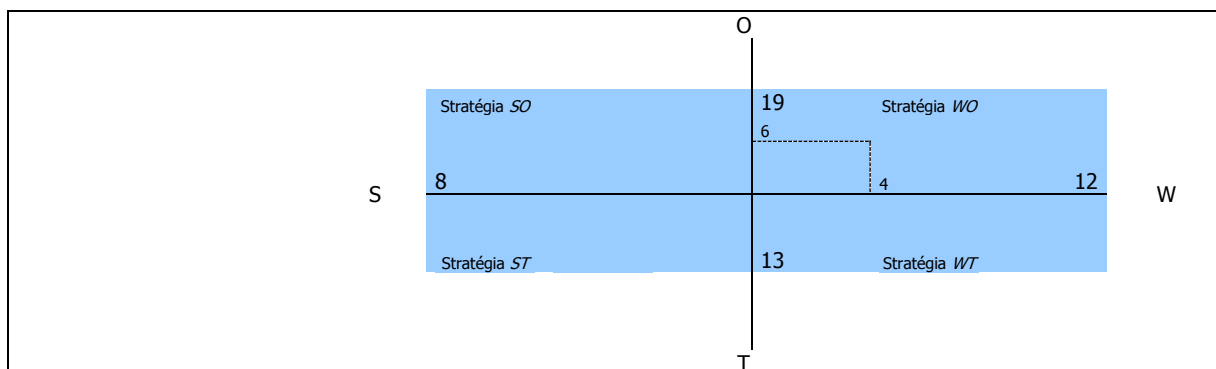 O
Stratégia SO
19
Stratégia WO
6
S
8
4
12
W
Stratégia ST
13
Stratégia WT
T